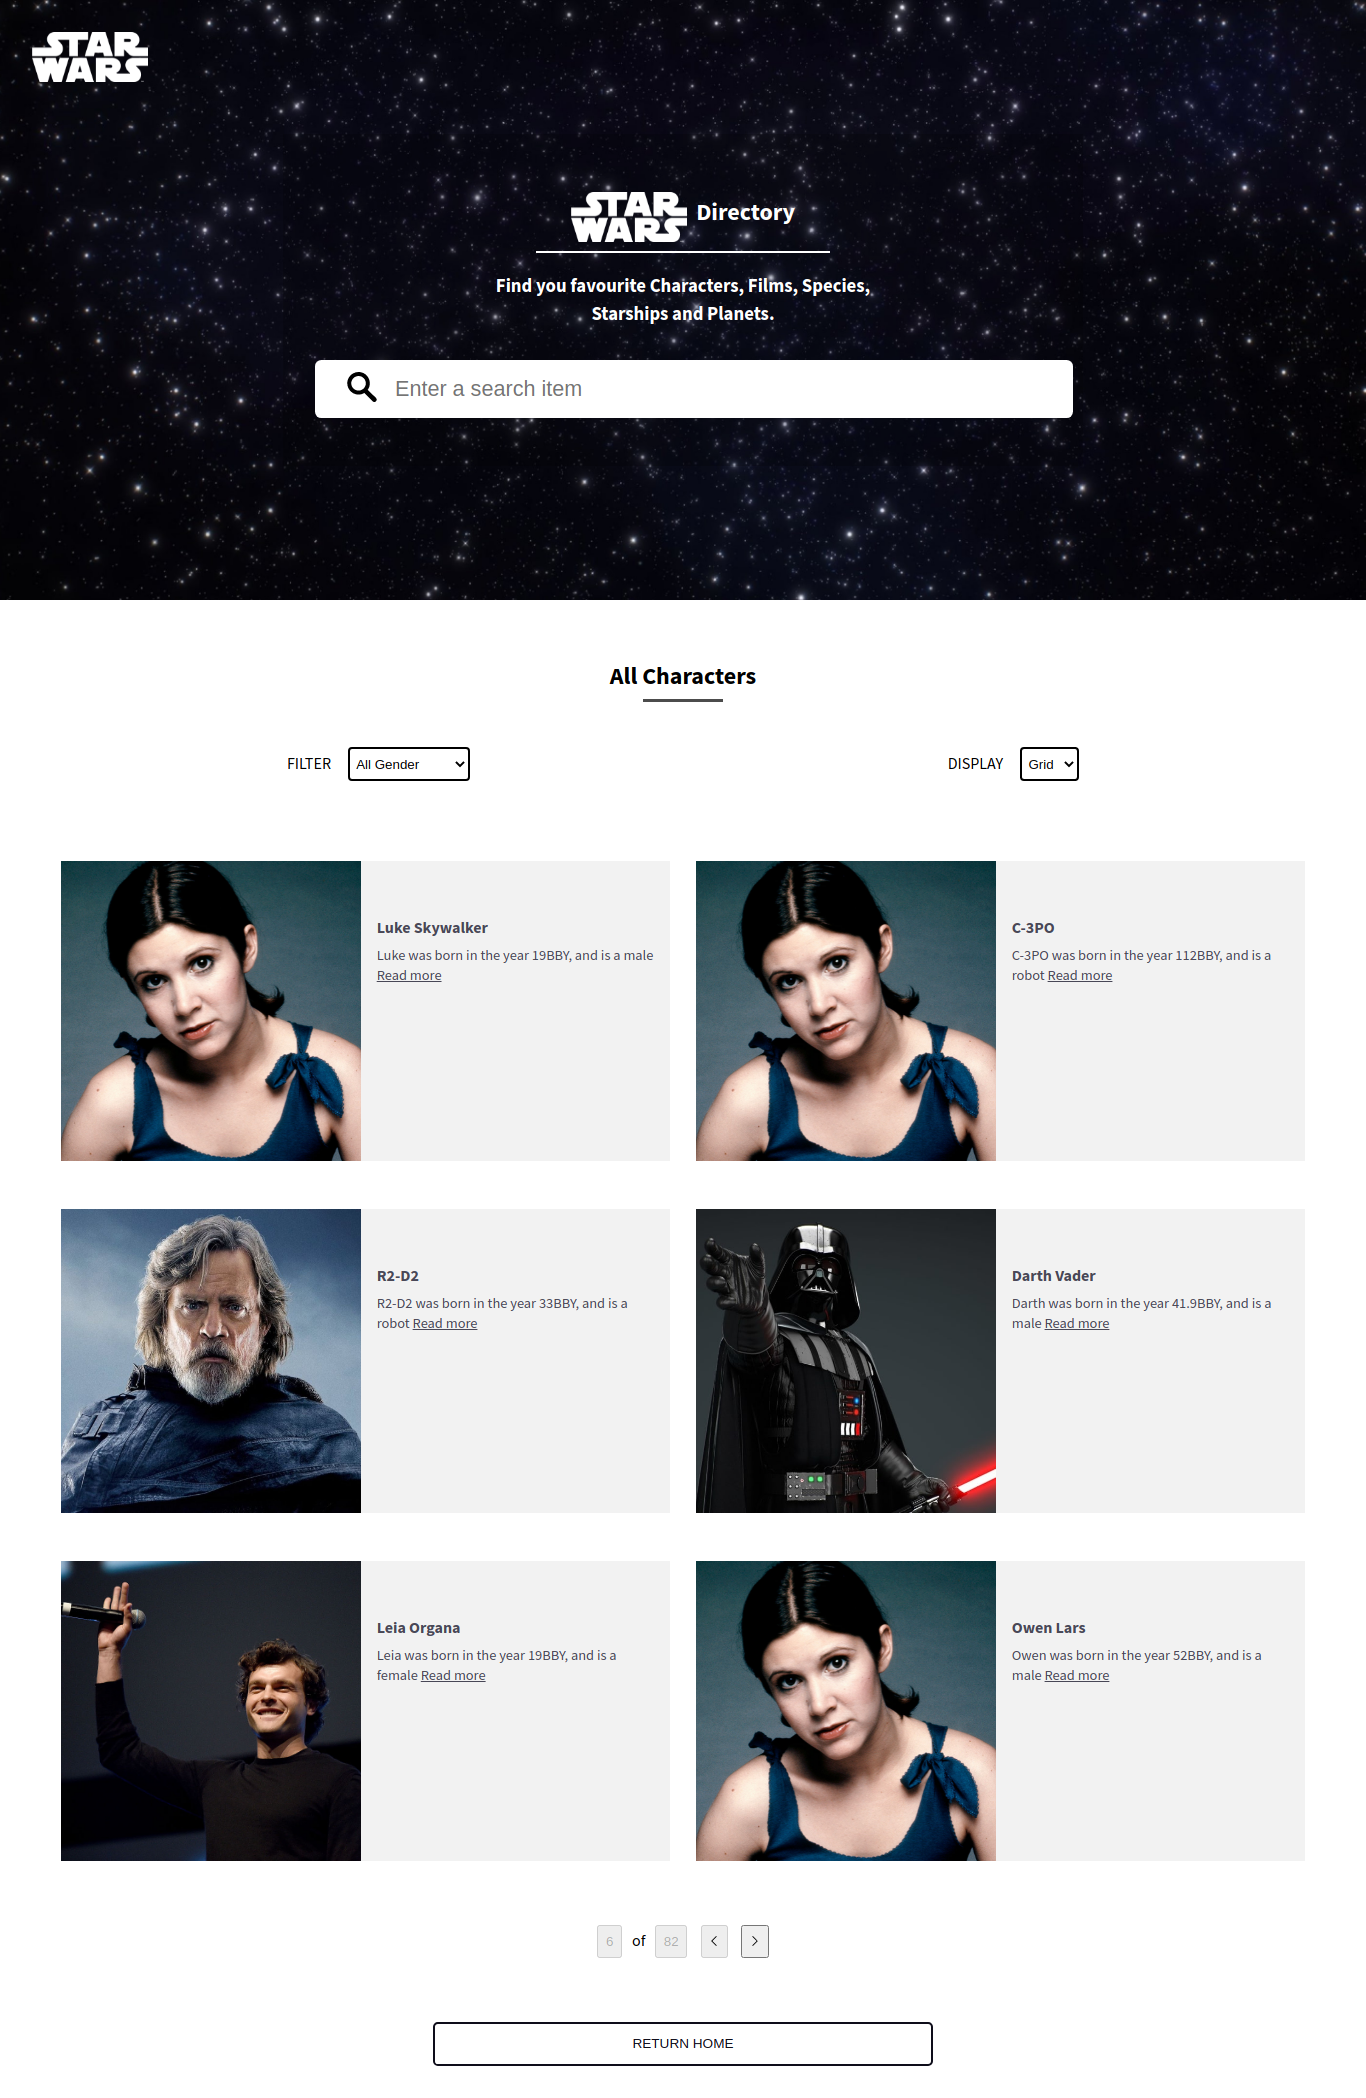 STAR
WARS
STAR
WARS Directory
Find you favourite Characters, Films, Species,
Starships and Planets.
Enter a search item
All Characters
FILTER All Gender DISPLAY Grid
Luke Skywalker
Luke was born in the year 19BBY, and is a male
Read more
C-3PO
C-3PO was born in the year 112BBY, and is a
robot Read more
R2-D2
R2-D2 was born in the year 33BBY, and is a
robot Read more
Darth Vader
Darth was born in the year 41.9BBY, and is a
male Read more
Leia Organa
Leia was born in the year 19BBY, and is a
female Read more
Owen Lars
Owen was born in the year 52BBY, and is a
male Read more
6 of 82 < >
RETURN HOME